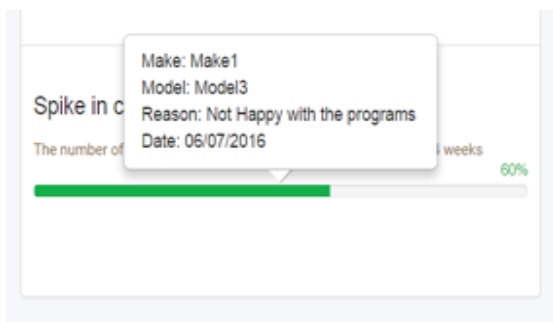 Make: Make1
Model: Model3
Reason: Not Happy with the programs
Date: 06/07/2016
Spike in c
The number of weeks
60%